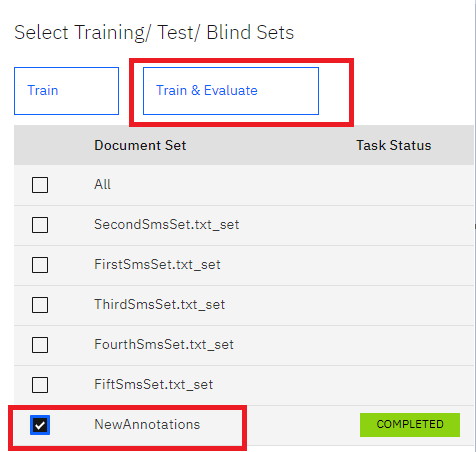 Select Training/ Test/ Blind Sets
Train
Train & Evaluate
Document Set
Task Status
All
SecondSmsSet.txt_set
FirstSmsSet.txt_set
ThirdSmsSet.txt_set
FourthSmsSet.txt_set
FiftSmsSet.txt_set
NewAnnotations
COMPLETED